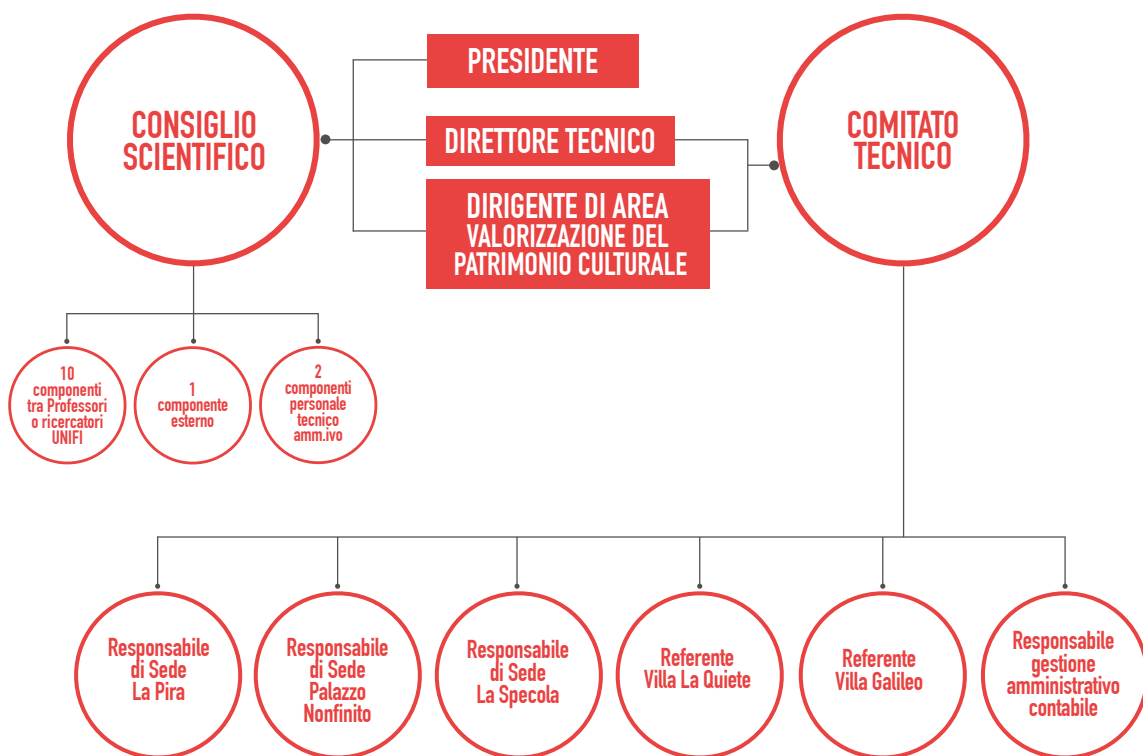 CONSIGLIO
SCIENTIFICO
PRESIDENTE
DIRETTORE TECNICO
DIRIGENTE DI AREA
VALORIZZAZIONE DEL
PATRIMONIO CULTURALE
COMITATO
TECNICO
10
componenti
tra Professori
o ricercatori
UNIFI
1
componente
esterno
2
componenti
personale
tecnico
amm.ivo
Responsabile
di Sede
La Pira
Responsabile
di Sede
Palazzo
Nonfinito
Responsabile
di Sede
La Specola
Referente
Villa La Quiete
Referente
Villa Galileo
Responsabile
gestione
amministrativo
contabile